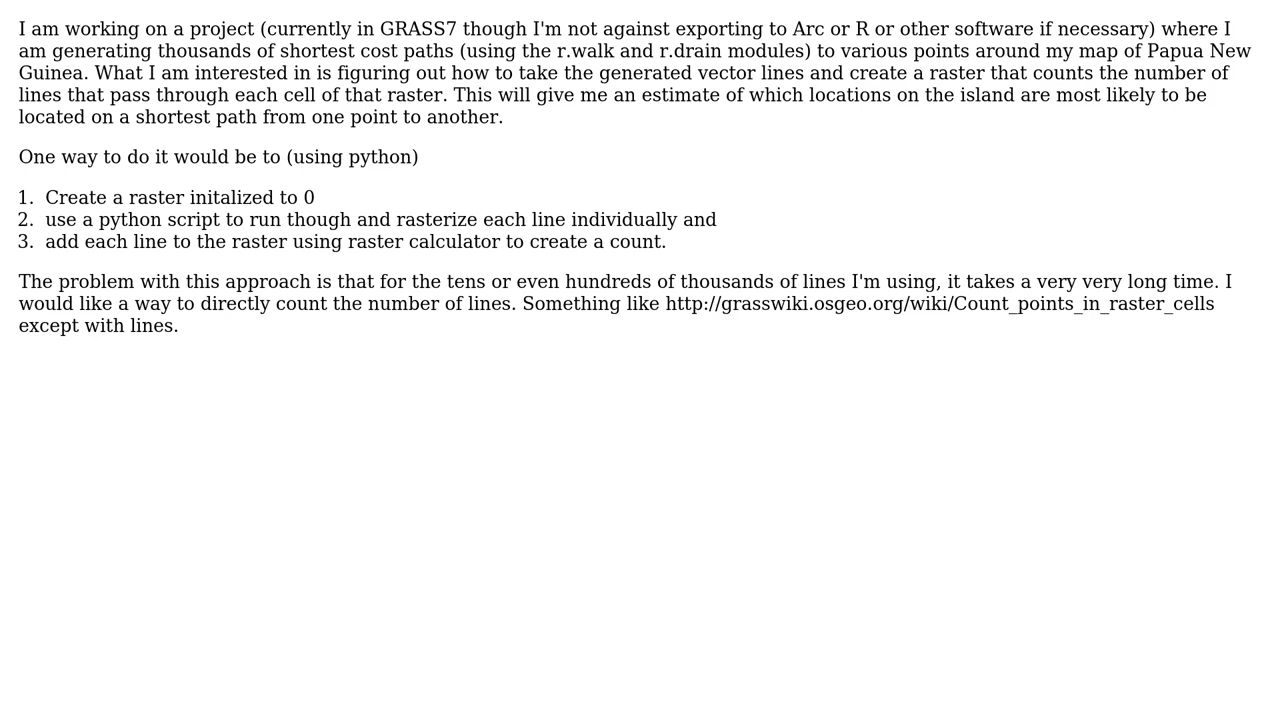 I am working on a project (currently in GRASS7 though I'm not against exporting to Arc or R or other software if necessary) where I
am generating thousands of shortest cost paths (using the r.walk and r.drain modules) to various points around my map of Papua New
Guinea. What I am interested in is figuring out how to take the generated vector lines and create a raster that counts the number of
lines that pass through each cell of that raster. This will give me an estimate of which locations on the island are most likely to be
located on a shortest path from one point to another.
One way to do it would be to (using python)
1. Create a raster initalized to 0
2. use a python script to run though and rasterize each line individually and
3. add each line to the raster using raster calculator to create a count.
The problem with this approach is that for the tens or even hundreds of thousands of lines I'm using, it takes a very very long time. I
would like a way to directly count the number of lines. Something like http://grasswiki.osgeo.org/wiki/Count_points_in_raster_cells
except with lines.